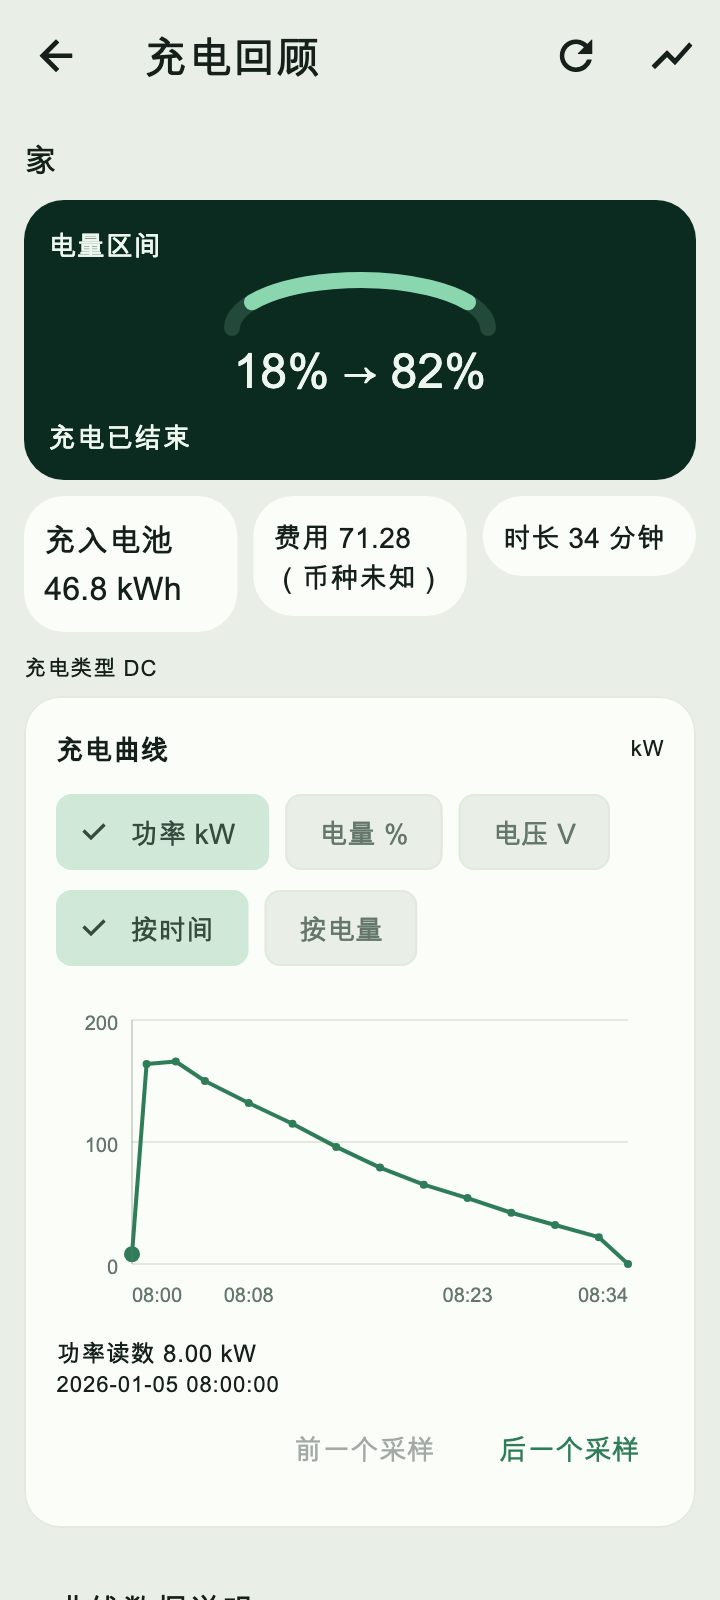 充电回顾
家
电量区间
18% → 82%
充电已结束
充入电池
46.8 kWh
费用 71.28
（币种未知）
时长 34 分钟
充电类型 DC
充电曲线
kW
功率 kW
电量 %
电压 V
按时间
按电量
200
100
0
08:00
08:08
08:23
08:34
功率读数 8.00 kW
2026-01-05 08:00:00
前一个采样
后一个采样